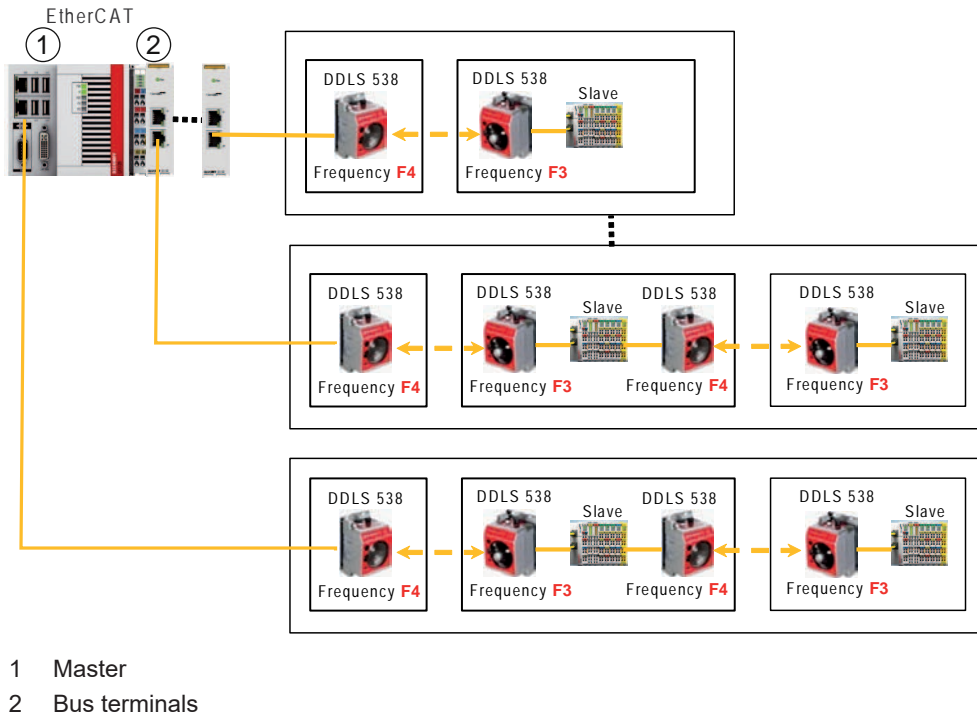 EtherCAT
1 2
DDLS 538 DDLS 538
Slave
Frequency F4 Frequency F3
DDLS 538 DDLS 538 DDLS 538 DDLS 538
Slave Slave
Frequency F4 Frequency F3 Frequency F4 Frequency F3
DDLS 538 DDLS 538 DDLS 538 DDLS 538
Slave Slave
Frequency F4 Frequency F3 Frequency F4 Frequency F3
1 Master
2 Bus terminals